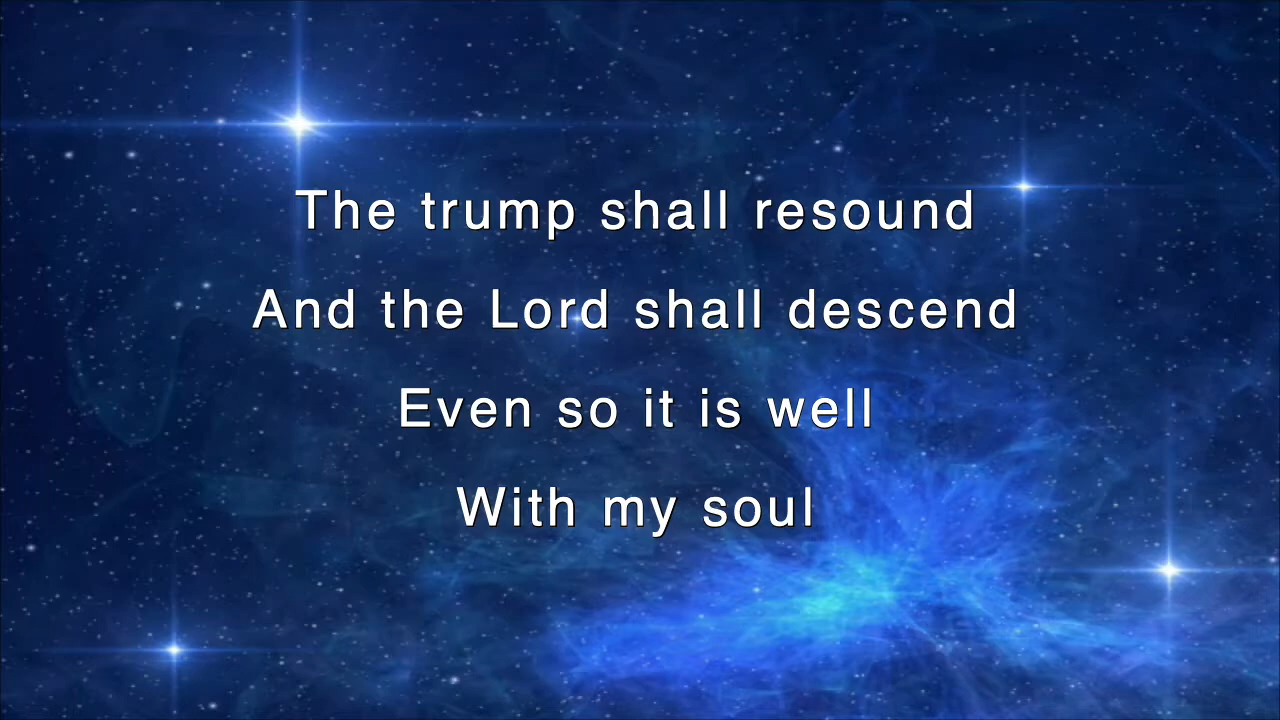 The trump shall resound
And the Lord shall descend
Even so it is well
With my soul